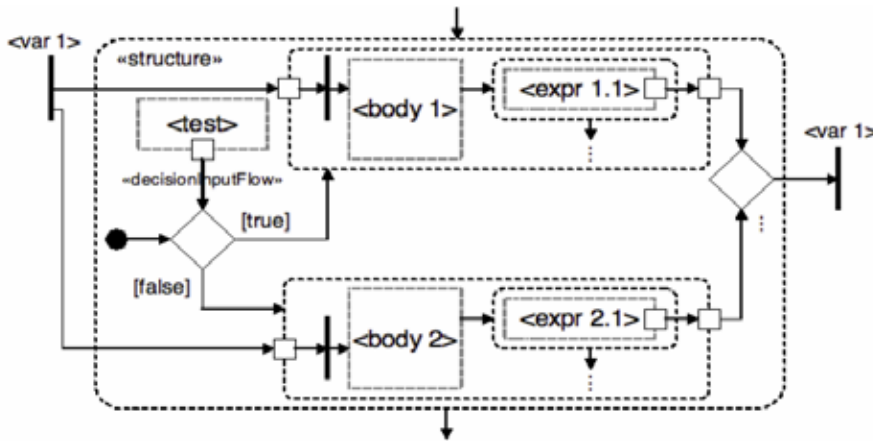 <var 1>
«structure»
<test>
«decisionInputFlow»
[true]
[false]
<body 1>
<expr 1.1>
<body 2>
<expr 2.1>
<var 1>